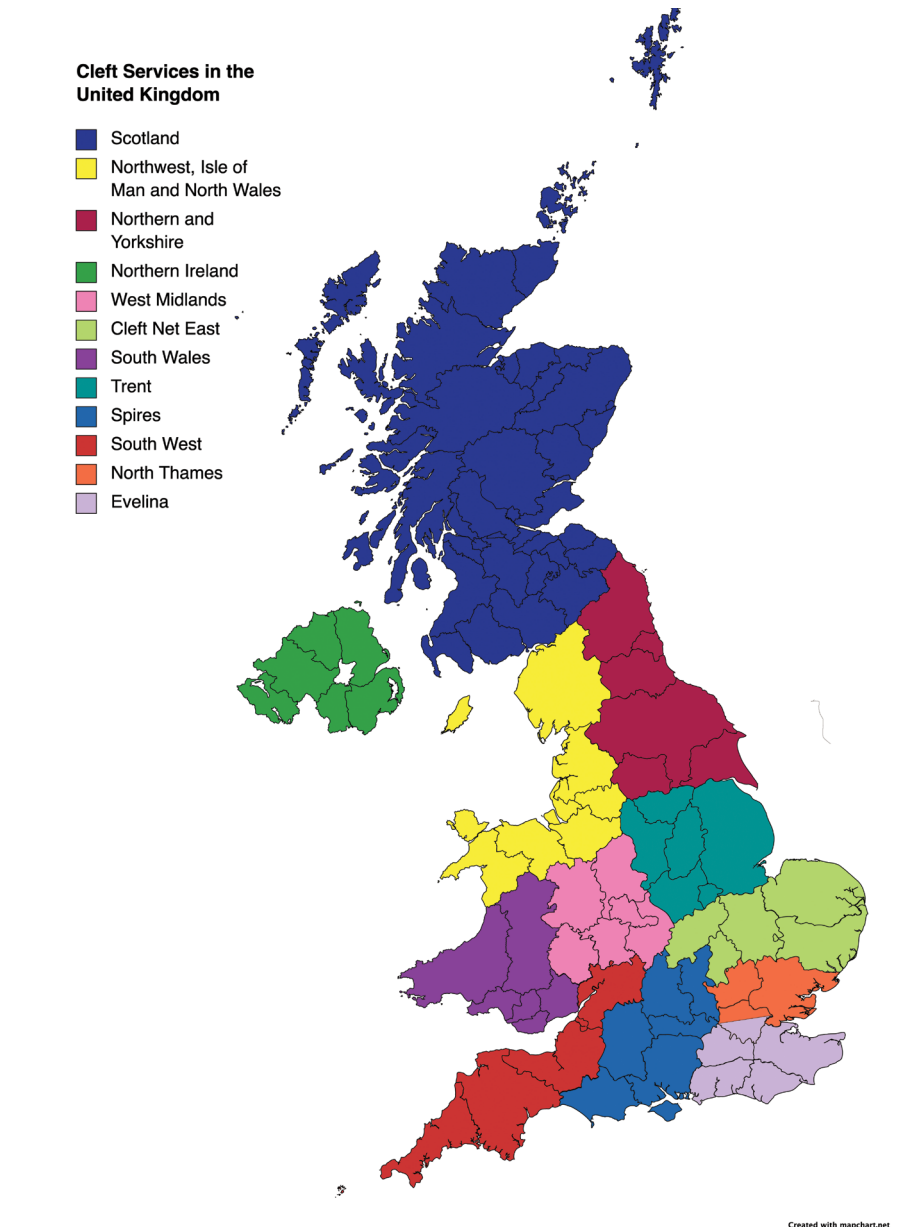 Cleft Services in the
United Kingdom
Scotland
Northwest, Isle of
Man and North Wales
Northern and
Yorkshire
Northern Ireland
West Midlands
Cleft Net East
South Wales
Trent
Spires
South West
North Thames
Evelina
Created with mapchart.net